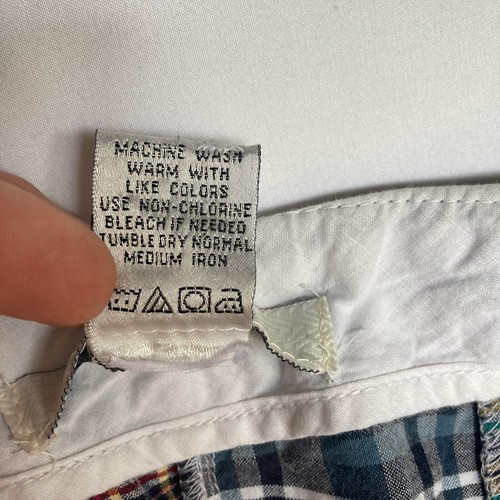 MACHINE WASH
WARM WITH
LIKE COLORS
USE NON-CHLORINE
BLEACH IF NEEDED
TUMBLE DRY NORMAL
MEDIUM IRON